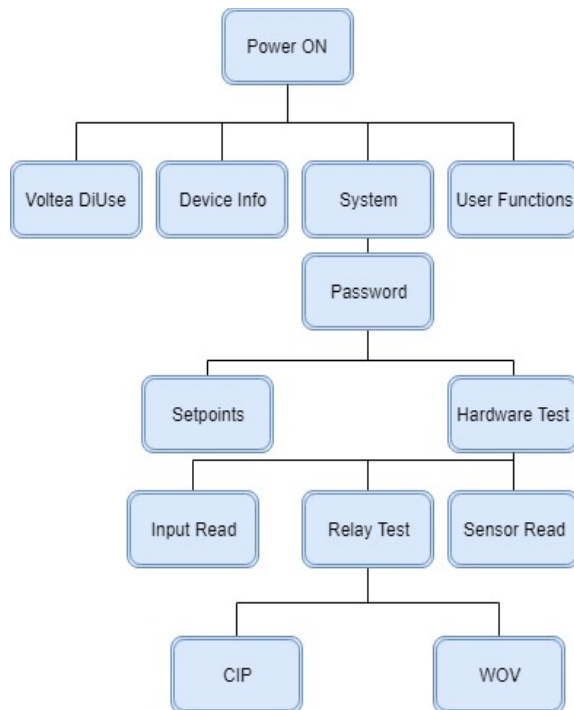 Power ON
Voltea DiUse
Device Info
System
User Functions
Password
Setpoints
Hardware Test
Input Read
Relay Test
Sensor Read
CIP
WOV